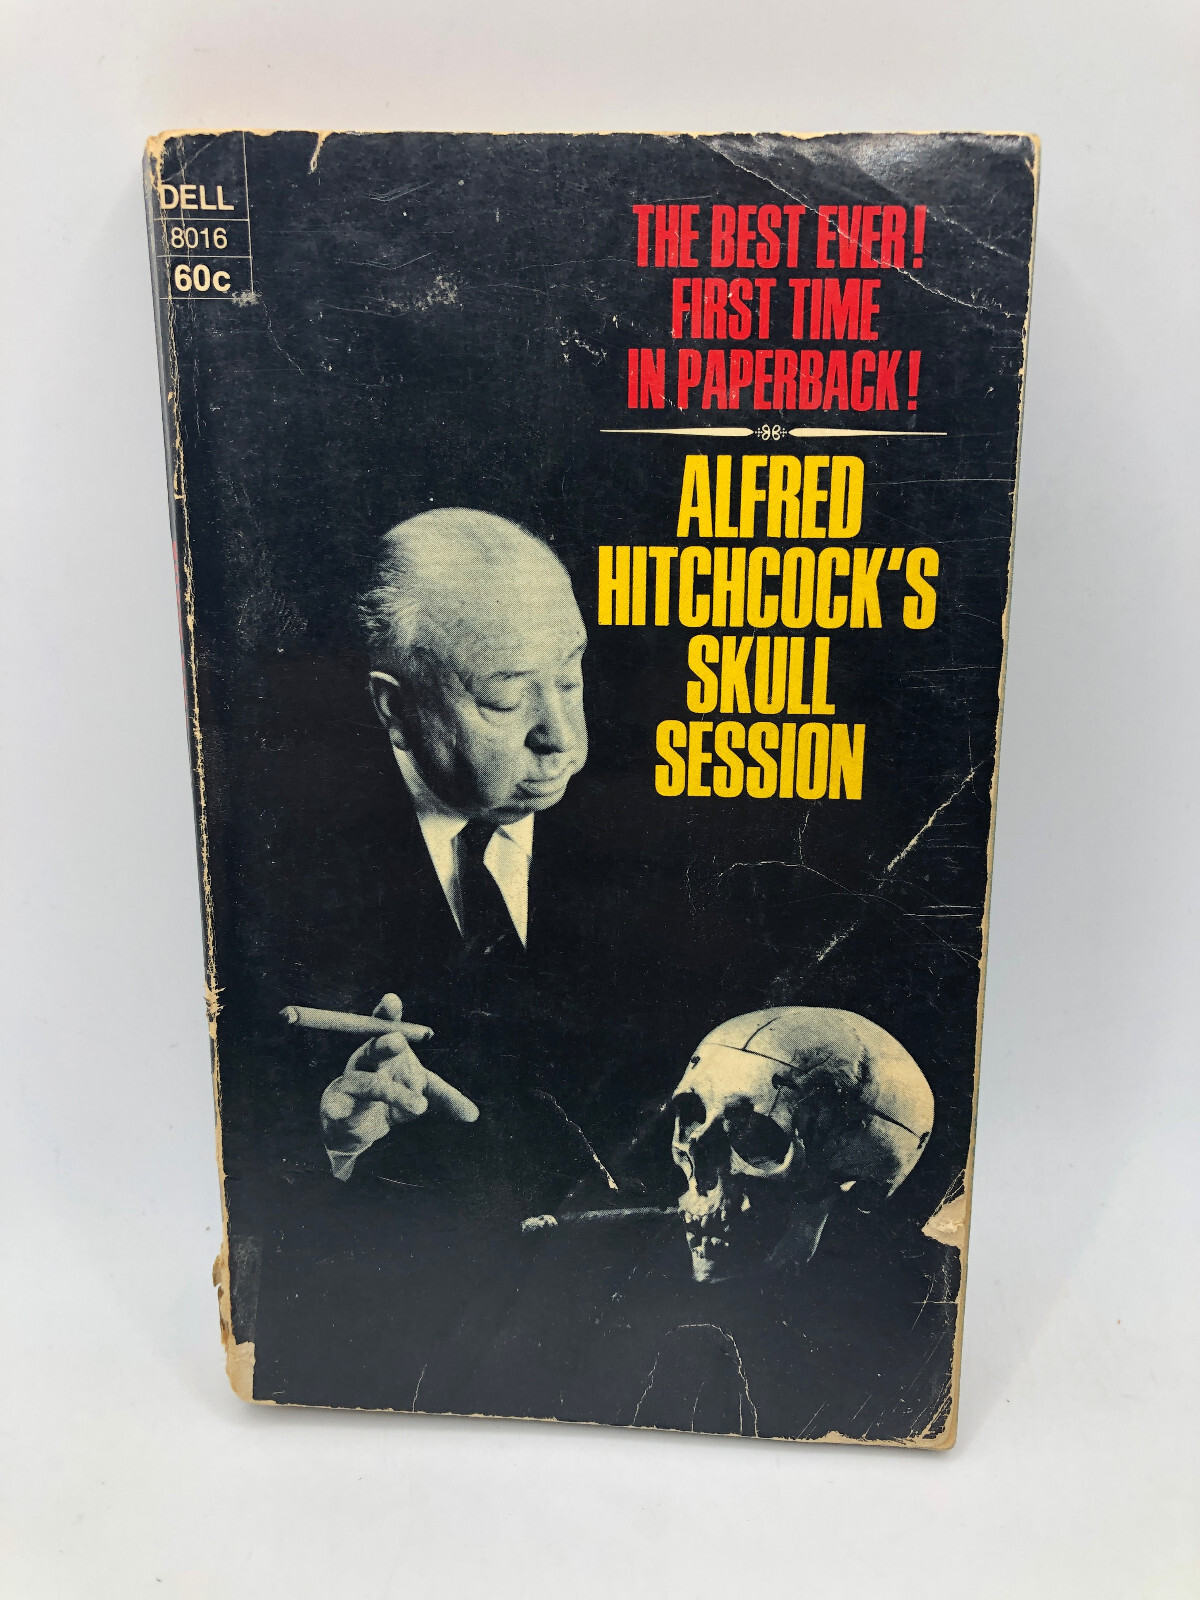 DELL
8016
60c
THE BEST EVER!
FIRST TIME
IN PAPERBACK!
ALFRED
HITCHCOCK'S
SKULL
SESSION